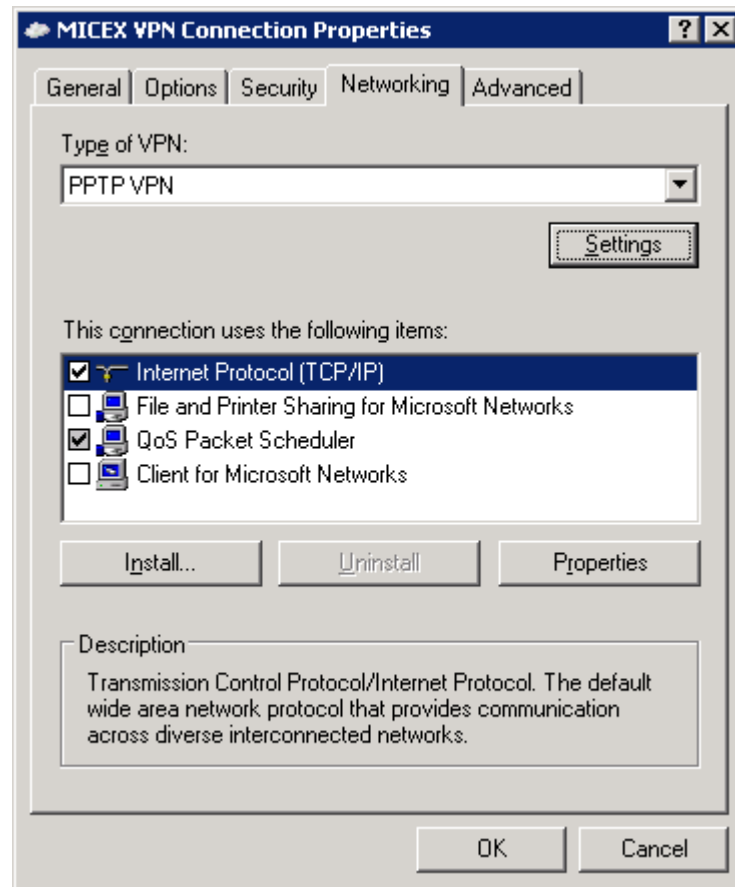 MICEX VPN Connection Properties
General Options Security Networking Advanced
Type of VPN:
PPTP VPN
Settings
This connection uses the following items:
Internet Protocol (TCP/IP)
File and Printer Sharing for Microsoft Networks
QoS Packet Scheduler
Client for Microsoft Networks
Install... Uninstall Properties
Description
Transmission Control Protocol/Internet Protocol. The default
wide area network protocol that provides communication
across diverse interconnected networks.
OK Cancel